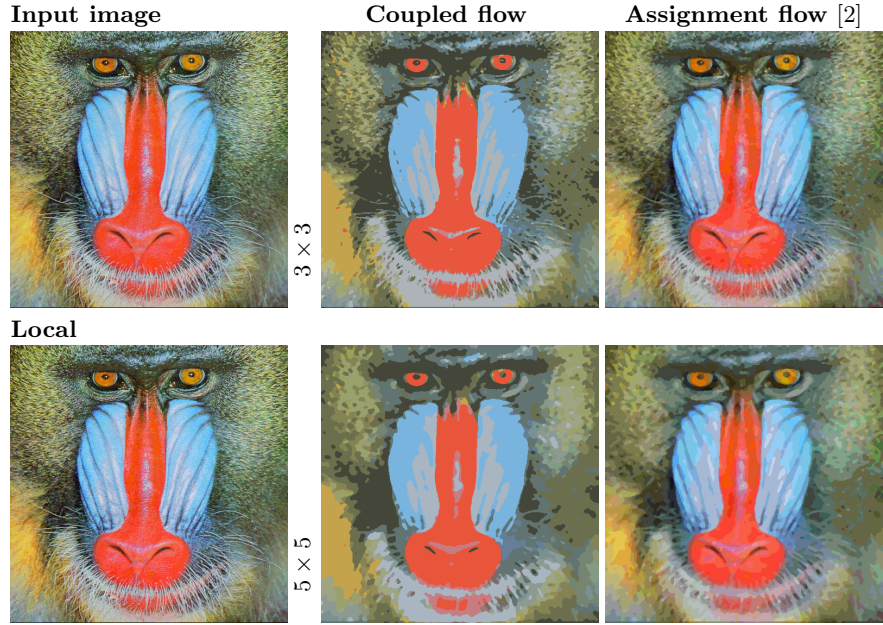 Input image
Coupled flow
Assignment flow [2]
3 × 3
Local
5 × 5